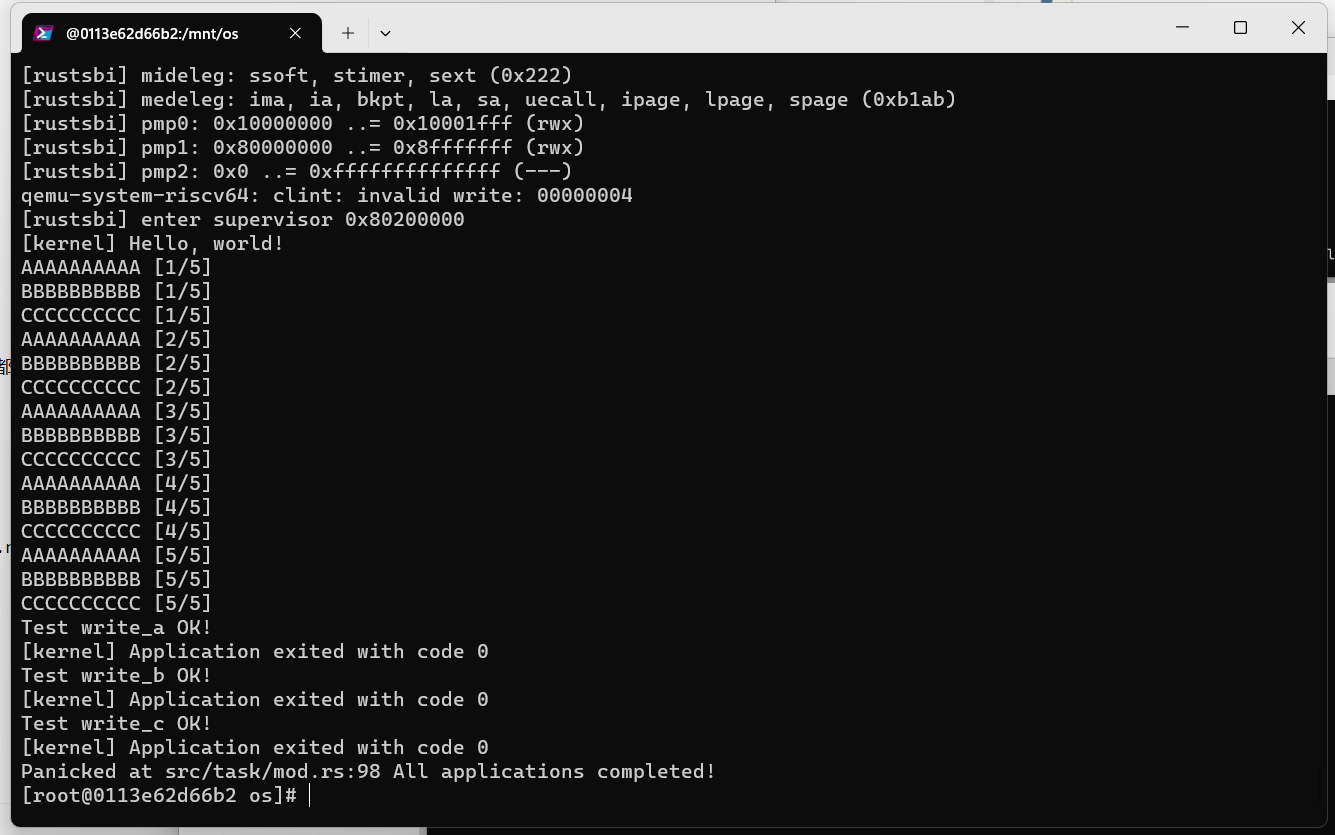 @0113e62d66b2:/mnt/os
[rustsbi] mideleg: ssoft, stimer, sext (0x222)
[rustsbi] medeleg: ima, ia, bkpt, la, sa, uecall, ipage, lpage, spage (0xb1ab)
[rustsbi] pmp0: 0x10000000 ..= 0x10001fff (rwx)
[rustsbi] pmp1: 0x80000000 ..= 0x8fffffff (rwx)
[rustsbi] pmp2: 0x0 ..= 0xffffffffffffff (---)
qemu-system-riscv64: clint: invalid write: 00000004
[rustsbi] enter supervisor 0x80200000
[kernel] Hello, world!
AAAAAAAAAA [1/5]
BBBBBBBBBB [1/5]
CCCCCCCCCC [1/5]
AAAAAAAAAA [2/5]
BBBBBBBBBB [2/5]
CCCCCCCCCC [2/5]
AAAAAAAAAA [3/5]
BBBBBBBBBB [3/5]
CCCCCCCCCC [3/5]
AAAAAAAAAA [4/5]
BBBBBBBBBB [4/5]
CCCCCCCCCC [4/5]
AAAAAAAAAA [5/5]
BBBBBBBBBB [5/5]
CCCCCCCCCC [5/5]
Test write_a OK!
[kernel] Application exited with code 0
Test write_b OK!
[kernel] Application exited with code 0
Test write_c OK!
[kernel] Application exited with code 0
Panicked at src/task/mod.rs:98 All applications completed!
[root@0113e62d66b2 os]#